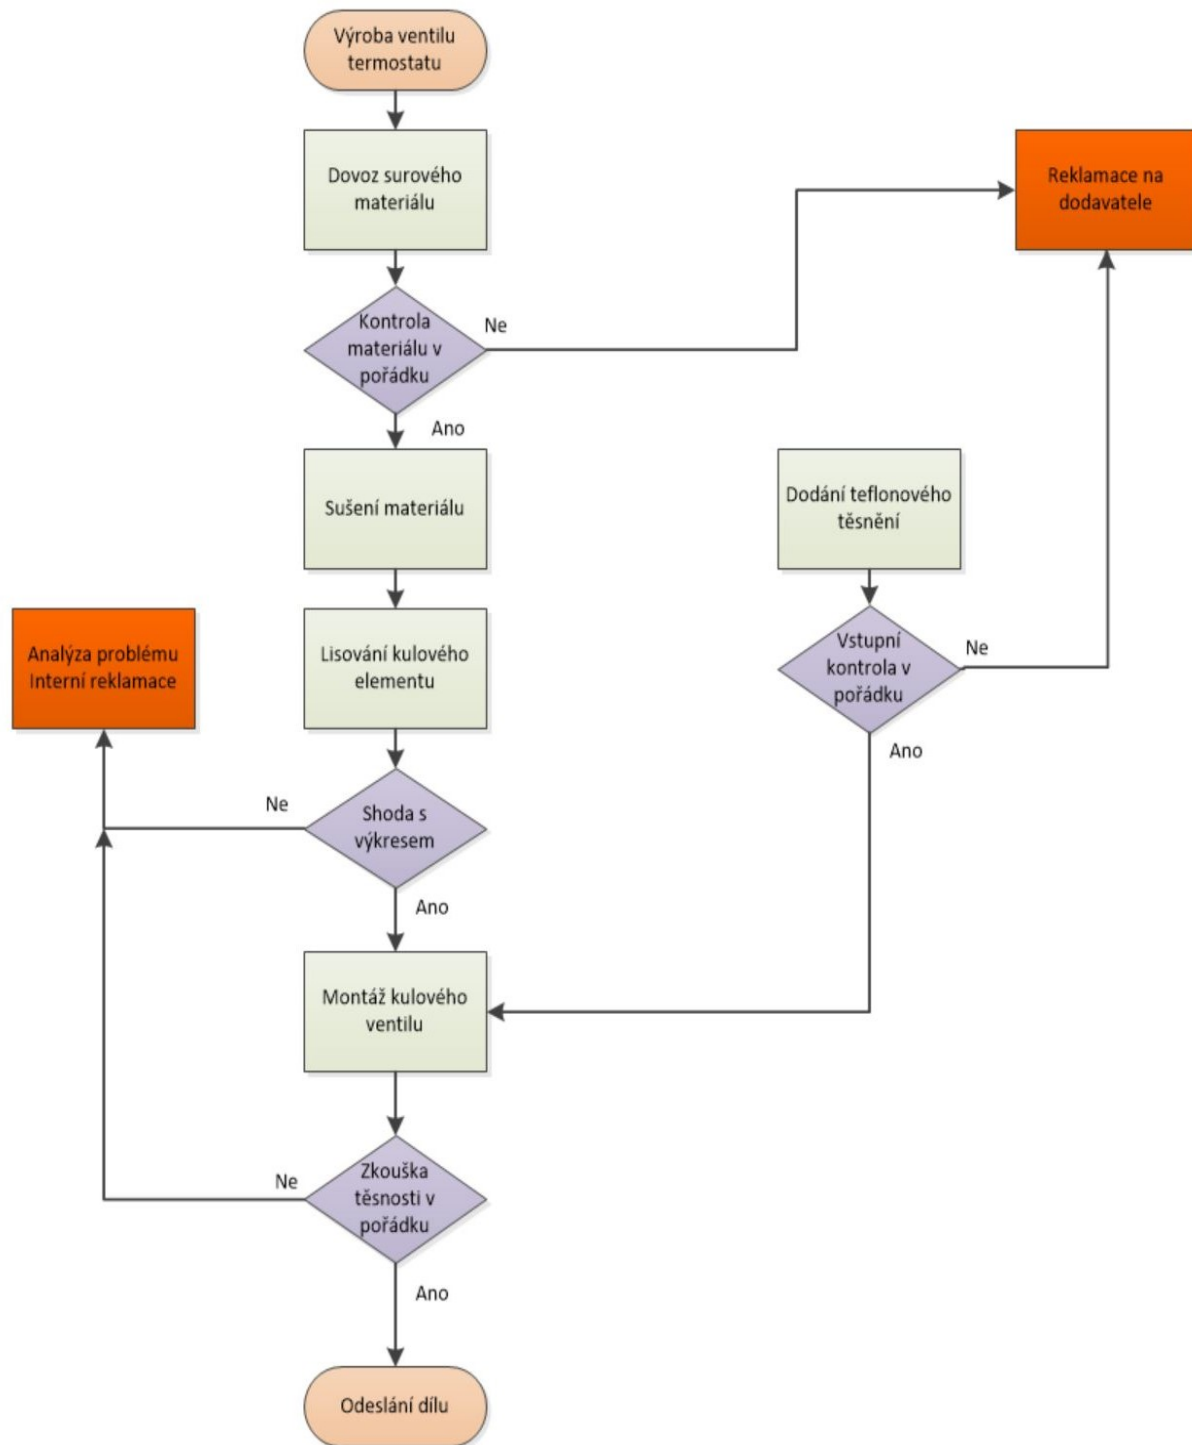 Výroba ventilu
termostatu
Dovoz surového
materiálu
Reklamace na
dodavatele
Kontrola
materiálu v
pořádku
Ne
Ano
Sušení materiálu
Dodání teflonového
těsnění
Analýza problému
Interní reklamace
Lisování kulového
elementu
Vstupní
kontrola v
pořádku
Ne
Ano
Shoda s
výkresem
Ne
Ano
Montáž kulového
ventilu
Zkouška
těsnosti v
pořádku
Ne
Ano
Odeslání dílu